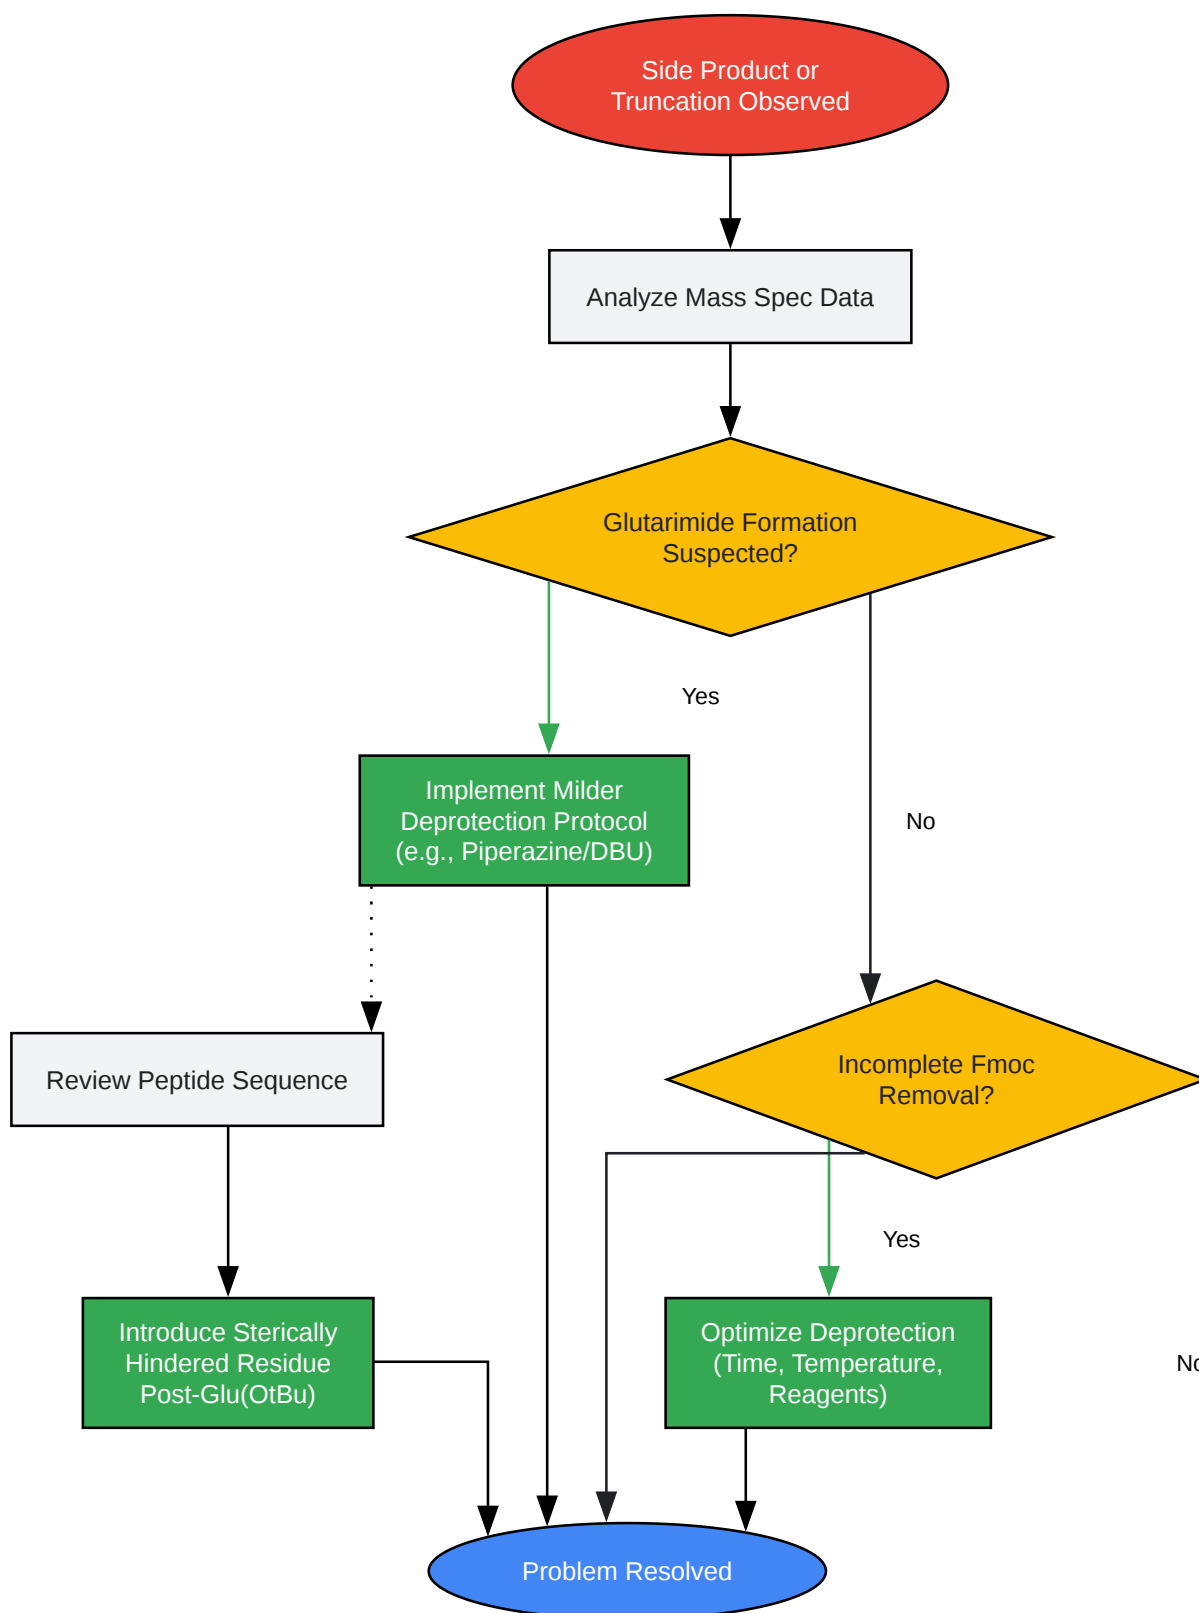 Side Product or
Truncation Observed
Analyze Mass Spec Data
Glutarimide Formation
Suspected?
Yes
Implement Milder
Deprotection Protocol
(e.g., Piperazine/DBU)
No
Review Peptide Sequence
Incomplete Fmoc
Removal?
Yes
Introduce Sterically
Hindered Residue
Post-Glu(OtBu)
Optimize Deprotection
(Time, Temperature,
Reagents)
No
Problem Resolved